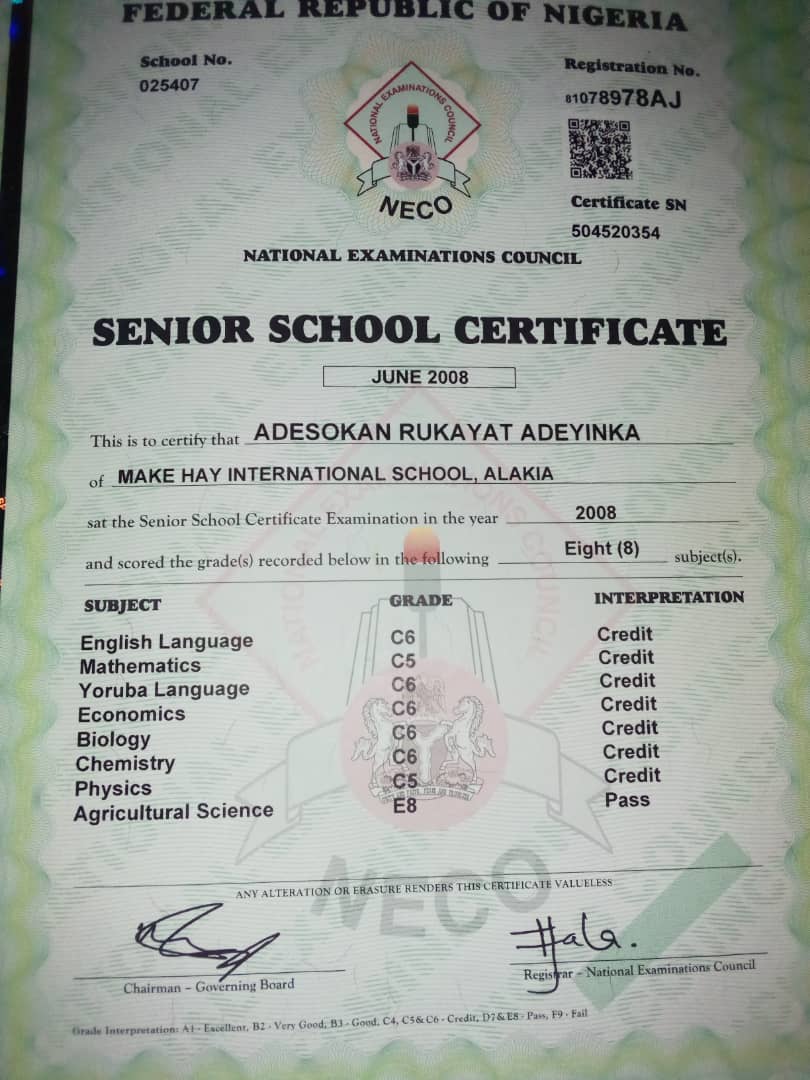 FEDERAL REPUBLIC OF NIGERIA
School No.
025407
Registration No.
81078978AJ
NATIONAL EXAMINATIONS COUNCIL
NECO
Certificate SN
504520354
NATIONAL EXAMINATIONS COUNCIL
SENIOR SCHOOL CERTIFICATE
JUNE 2008
This is to certify that ADESOKAN RUKAYAT ADEYINKA
of MAKE HAY INTERNATIONAL SCHOOL, ALAKIA
sat the Senior School Certificate Examination in the year 2008
and scored the grade(s) recorded below in the following Eight (8) subject(s).
SUBJECT GRADE INTERPRETATION
English Language C6 Credit
Mathematics C5 Credit
Yoruba Language C6 Credit
Economics C6 Credit
Biology C6 Credit
Chemistry C6 Credit
Physics C5 Credit
Agricultural Science E8 Pass
NATIONAL EXAMINATIONS COUNCIL
NECO
ANY ALTERATION OR ERASURE RENDERS THIS CERTIFICATE VALUELESS
Chairman – Governing Board
Registrar – National Examinations Council
Grade Interpretation: A1 - Excellent, B2 - Very Good, B3 - Good, C4, C5 & C6 - Credit, D7 & E8 - Pass, F9 - Fail